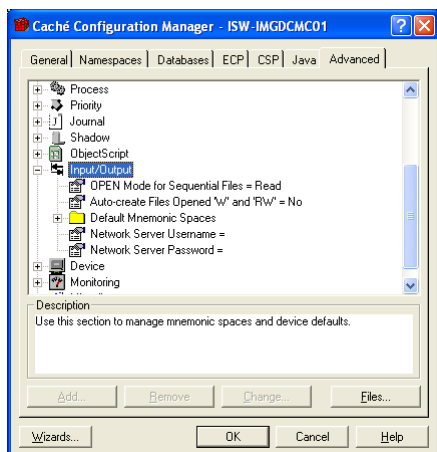 Caché Configuration Manager - ISW-IMGDCMC01
General Namespaces Databases ECP CSP Java Advanced
Process
Priority
Journal
Shadow
ObjectScript
Input/Output
OPEN Mode for Sequential Files = Read
Auto-create Files Opened 'W' and 'RW' = No
Default Mnemonic Spaces
Network Server Username =
Network Server Password =
Device
Monitoring
Description
Use this section to manage mnemonic spaces and device defaults.
Add... Remove Change... Files...
Wizards... OK Cancel Help